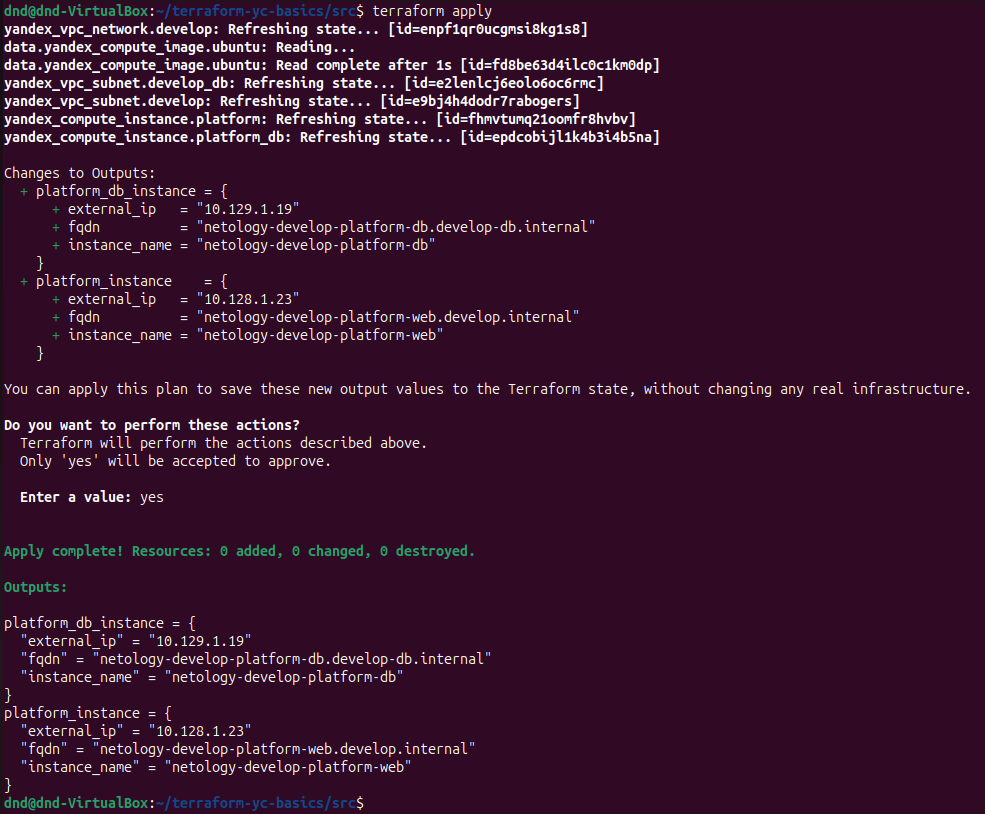 dnd@dnd-VirtualBox:~/terraform-yc-basics/src$ terraform apply
yandex_vpc_network.develop: Refreshing state... [id=enpf1qr0ucgmsi8kg1s8]
data.yandex_compute_image.ubuntu: Reading...
data.yandex_compute_image.ubuntu: Read complete after 1s [id=fd8be63d4ilc0c1km0dp]
yandex_vpc_subnet.develop_db: Refreshing state... [id=e2lenlcj6eolo6oc6rmc]
yandex_vpc_subnet.develop: Refreshing state... [id=e9bj4h4dodr7rabogers]
yandex_compute_instance.platform: Refreshing state... [id=fhmvtumq21oomfr8hvbv]
yandex_compute_instance.platform_db: Refreshing state... [id=epdcobijl1k4b3i4b5na]

Changes to Outputs:
  + platform_db_instance = {
      + external_ip   = "10.129.1.19"
      + fqdn          = "netology-develop-platform-db.develop-db.internal"
      + instance_name = "netology-develop-platform-db"
    }
  + platform_instance    = {
      + external_ip   = "10.128.1.23"
      + fqdn          = "netology-develop-platform-web.develop.internal"
      + instance_name = "netology-develop-platform-web"
    }

You can apply this plan to save these new output values to the Terraform state, without changing any real infrastructure.

Do you want to perform these actions?
  Terraform will perform the actions described above.
  Only 'yes' will be accepted to approve.

  Enter a value: yes

Apply complete! Resources: 0 added, 0 changed, 0 destroyed.

Outputs:

platform_db_instance = {
  "external_ip" = "10.129.1.19"
  "fqdn" = "netology-develop-platform-db.develop-db.internal"
  "instance_name" = "netology-develop-platform-db"
}
platform_instance = {
  "external_ip" = "10.128.1.23"
  "fqdn" = "netology-develop-platform-web.develop.internal"
  "instance_name" = "netology-develop-platform-web"
}
dnd@dnd-VirtualBox:~/terraform-yc-basics/src$